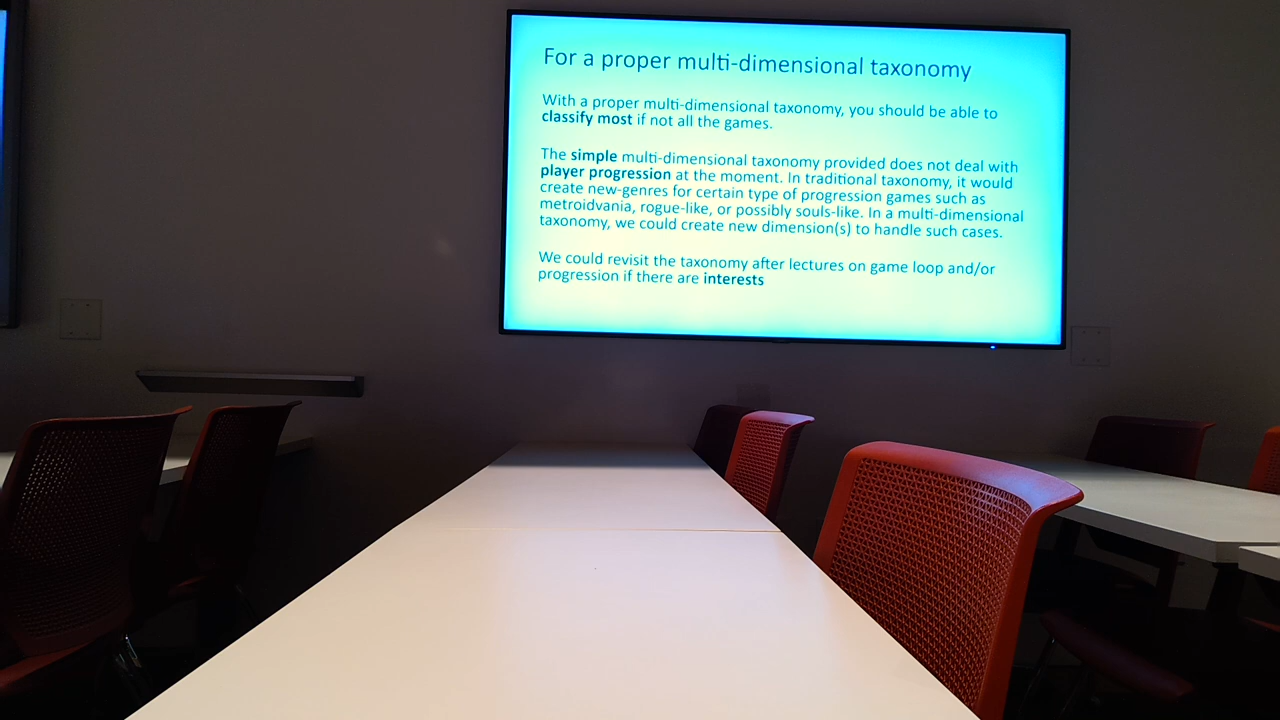 For a proper multi-dimensional taxonomy
With a proper multi-dimensional taxonomy, you should be able to
classify most if not all the games.
The simple multi-dimensional taxonomy provided does not deal with
player progression at the moment. In traditional taxonomy, it would
create new-genres for certain type of progression games such as
metroidvania, rogue-like, or possibly souls-like. In a multi-dimensional
taxonomy, we could create new dimension(s) to handle such cases.
We could revisit the taxonomy after lectures on game loop and/or
progression if there are interests